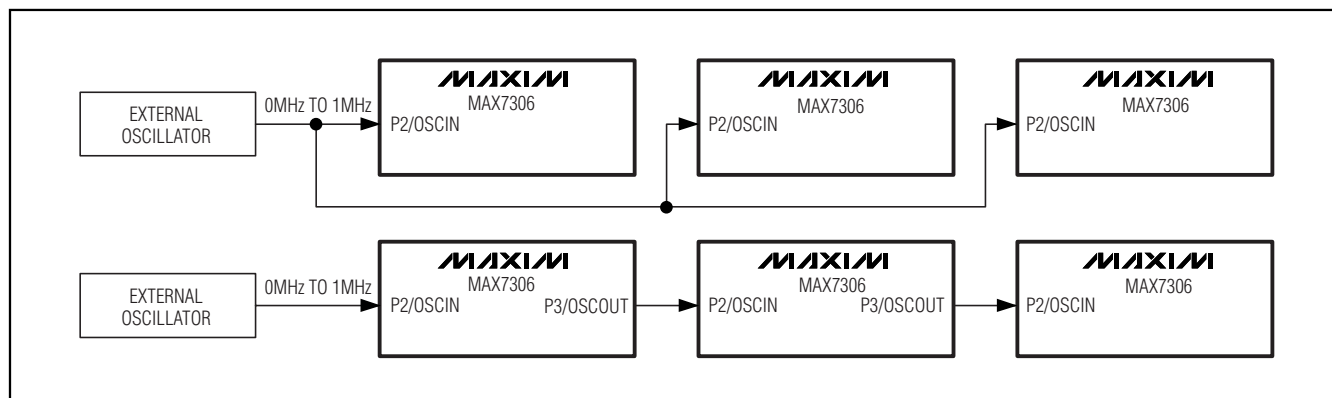 MAXIM
MAXIM
MAXIM
EXTERNAL
OSCILLATOR
0MHz TO 1MHz
MAX7306
MAX7306
MAX7306
P2/OSCIN
P2/OSCIN
P2/OSCIN
MAXIM
MAXIM
MAXIM
EXTERNAL
OSCILLATOR
0MHz TO 1MHz
MAX7306
MAX7306
MAX7306
P2/OSCIN
P3/OSCOUT
P2/OSCIN
P3/OSCOUT
P2/OSCIN